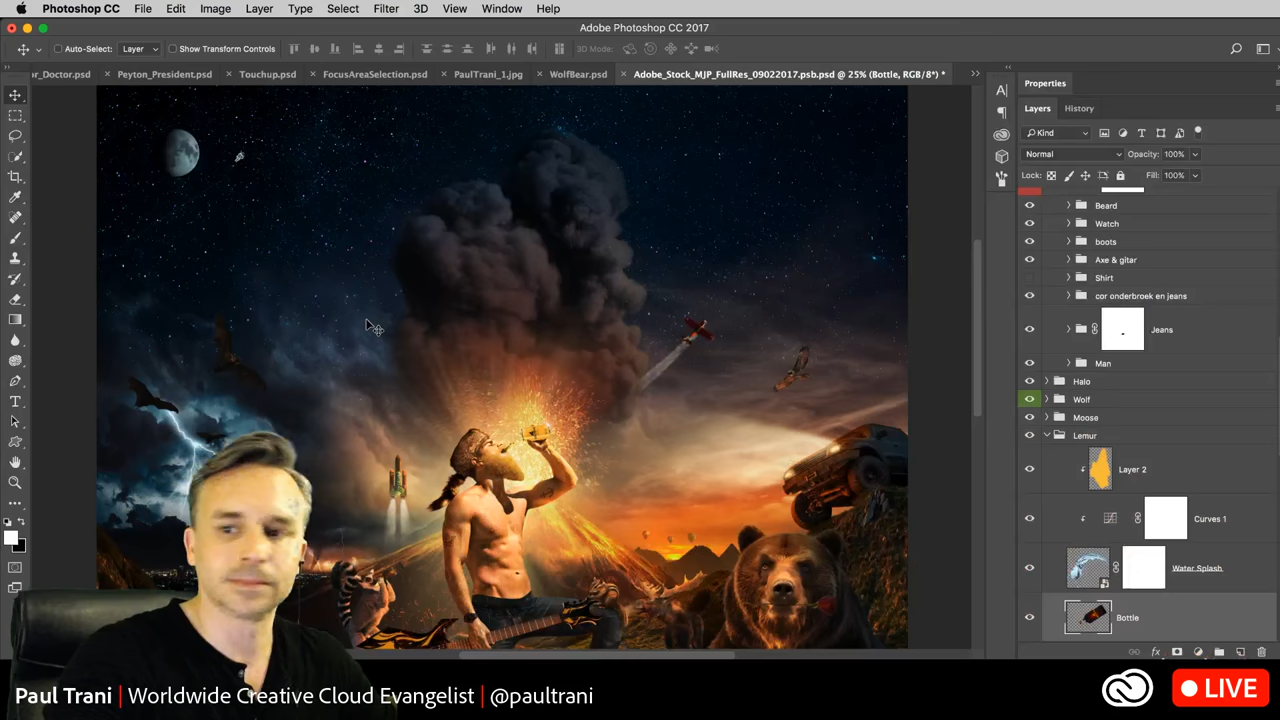 Photoshop CC File Edit Image Layer Type Select Filter 3D View Window Help
Adobe Photoshop CC 2017
Auto-Select: Layer Show Transform Controls 3D Mode:
or_Doctor.psd Peyton_President.psd Touchup.psd FocusAreaSelection.psd PaulTrani_1.jpg WolfBear.psd Adobe_Stock_MJP_FullRes_09022017.psb.psd @ 25% (Bottle, RGB/8*) *
Properties
Layers History
Kind
Normal Opacity: 100%
Lock: Fill: 100%
Beard
Watch
boots
Axe & gitar
Shirt
cor onderbroek en jeans
Jeans
Man
Halo
Wolf
Moose
Lemur
Layer 2
Curves 1
Water Splash
Bottle
Paul Trani | Worldwide Creative Cloud Evangelist | @paultrani
LIVE